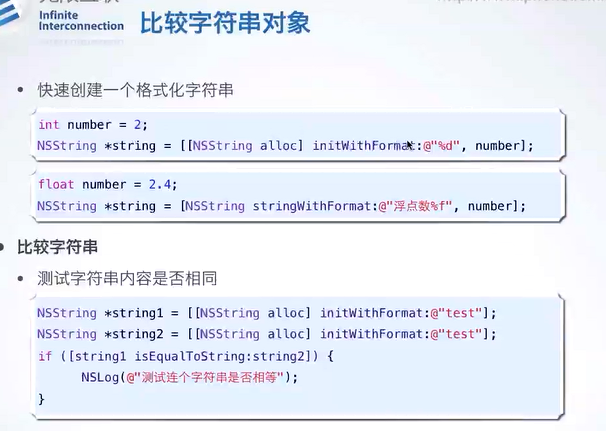 Infinite
Interconnection
比较字符串对象
快速创建一个格式化字符串
int number = 2;
NSString *string = [[NSString alloc] initWithFormat:@"%d", number];
float number = 2.4;
NSString *string = [NSString stringWithFormat:@"浮点数%f", number];
比较字符串
测试字符串内容是否相同
NSString *string1 = [[NSString alloc] initWithFormat:@"test"];
NSString *string2 = [[NSString alloc] initWithFormat:@"test"];
if ([string1 isEqualToString:string2]) {
NSLog(@"测试连个字符串是否相等");
}